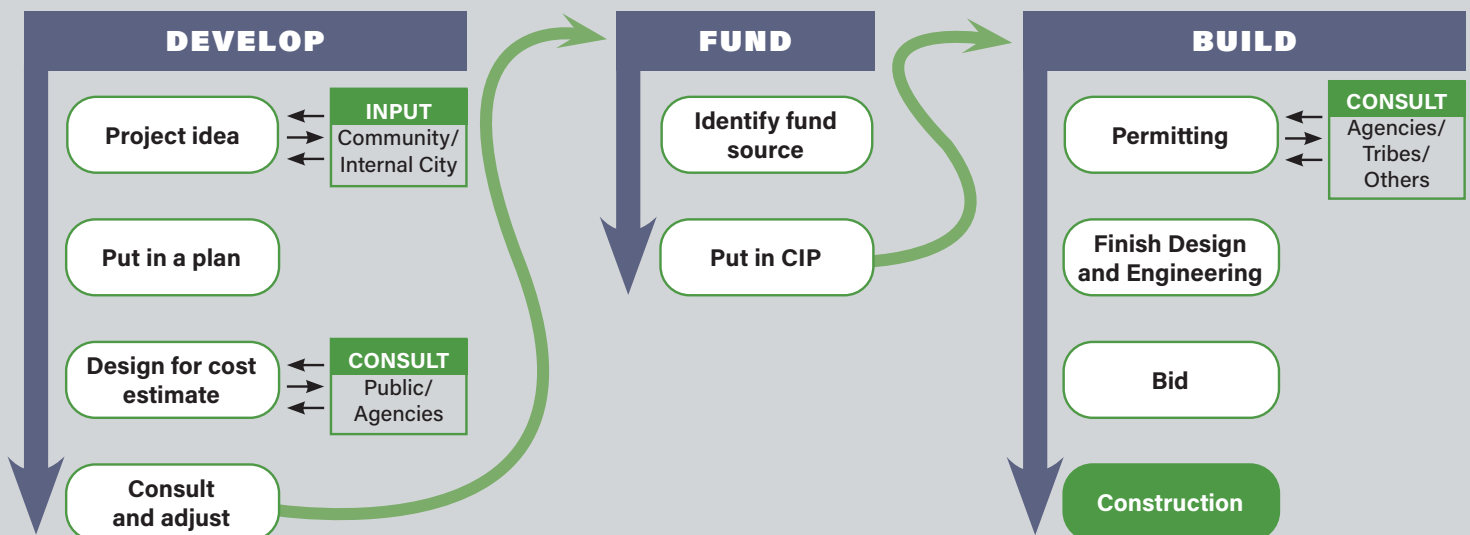 DEVELOP
Project idea
INPUT
Community/
Internal City
Put in a plan
Design for cost
estimate
CONSULT
Public/
Agencies
Consult
and adjust
FUND
Identify fund
source
Put in CIP
BUILD
Permitting
CONSULT
Agencies/
Tribes/
Others
Finish Design
and Engineering
Bid
Construction